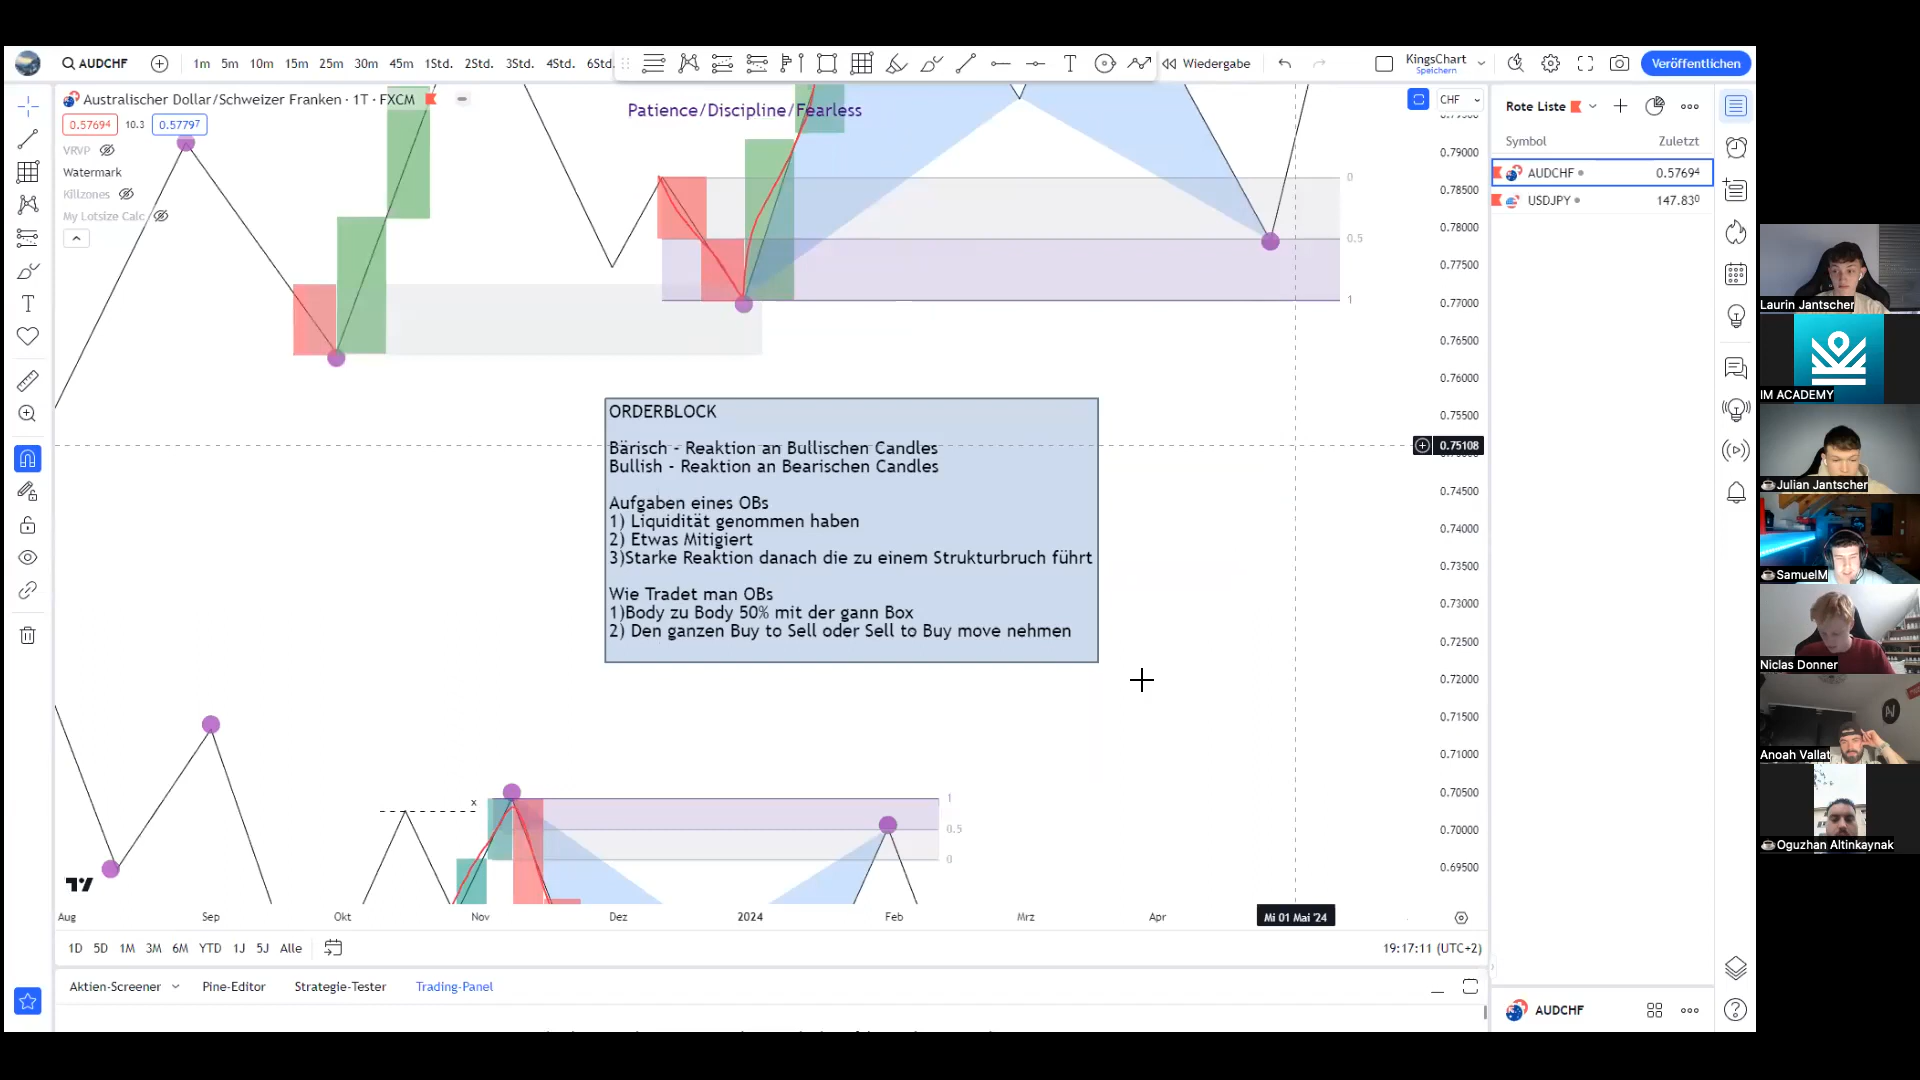 AUDCHF
1m 5m 10m 15m 25m 30m 45m 1Std. 2Std. 3Std. 4Std. 6Std.
Wiedergabe
KingsChart
Speichern
Veröffentlichen
Australischer Dollar/Schweizer Franken · 1T · FXCM
0.57694 10.3 0.57797
VRVP
Watermark
Killzones
My Lotsize Calc
Patience/Discipline/Fearless
CHF
0
0.5
1
ORDERBLOCK
Bärisch - Reaktion an Bullischen Candles
Bullish - Reaktion an Bearischen Candles
Aufgaben eines OBs
1) Liquidität genommen haben
2) Etwas Mitigiert
3)Starke Reaktion danach die zu einem Strukturbruch führt
Wie Tradet man OBs
1)Body zu Body 50% mit der gann Box
2) Den ganzen Buy to Sell oder Sell to Buy move nehmen
x
1
0.5
0
0.79000
0.78500
0.78000
0.77500
0.77000
0.76500
0.76000
0.75500
0.75108
0.74500
0.74000
0.73500
0.73000
0.72500
0.72000
0.71500
0.71000
0.70500
0.70000
0.69500
Aug Sep Okt Nov Dez 2024 Feb Mrz Apr Mi 01 Mai '24
1D 5D 1M 3M 6M YTD 1J 5J Alle
19:17:11 (UTC+2)
Aktien-Screener Pine-Editor Strategie-Tester Trading-Panel
Rote Liste
Symbol Zuletzt
AUDCHF 0.57694
USDJPY 147.830
AUDCHF
Laurin Jantscher
IM ACADEMY
Julian Jantscher
SamuelM
Niclas Donner
Anoah Vallat
Oguzhan Altinkaynak